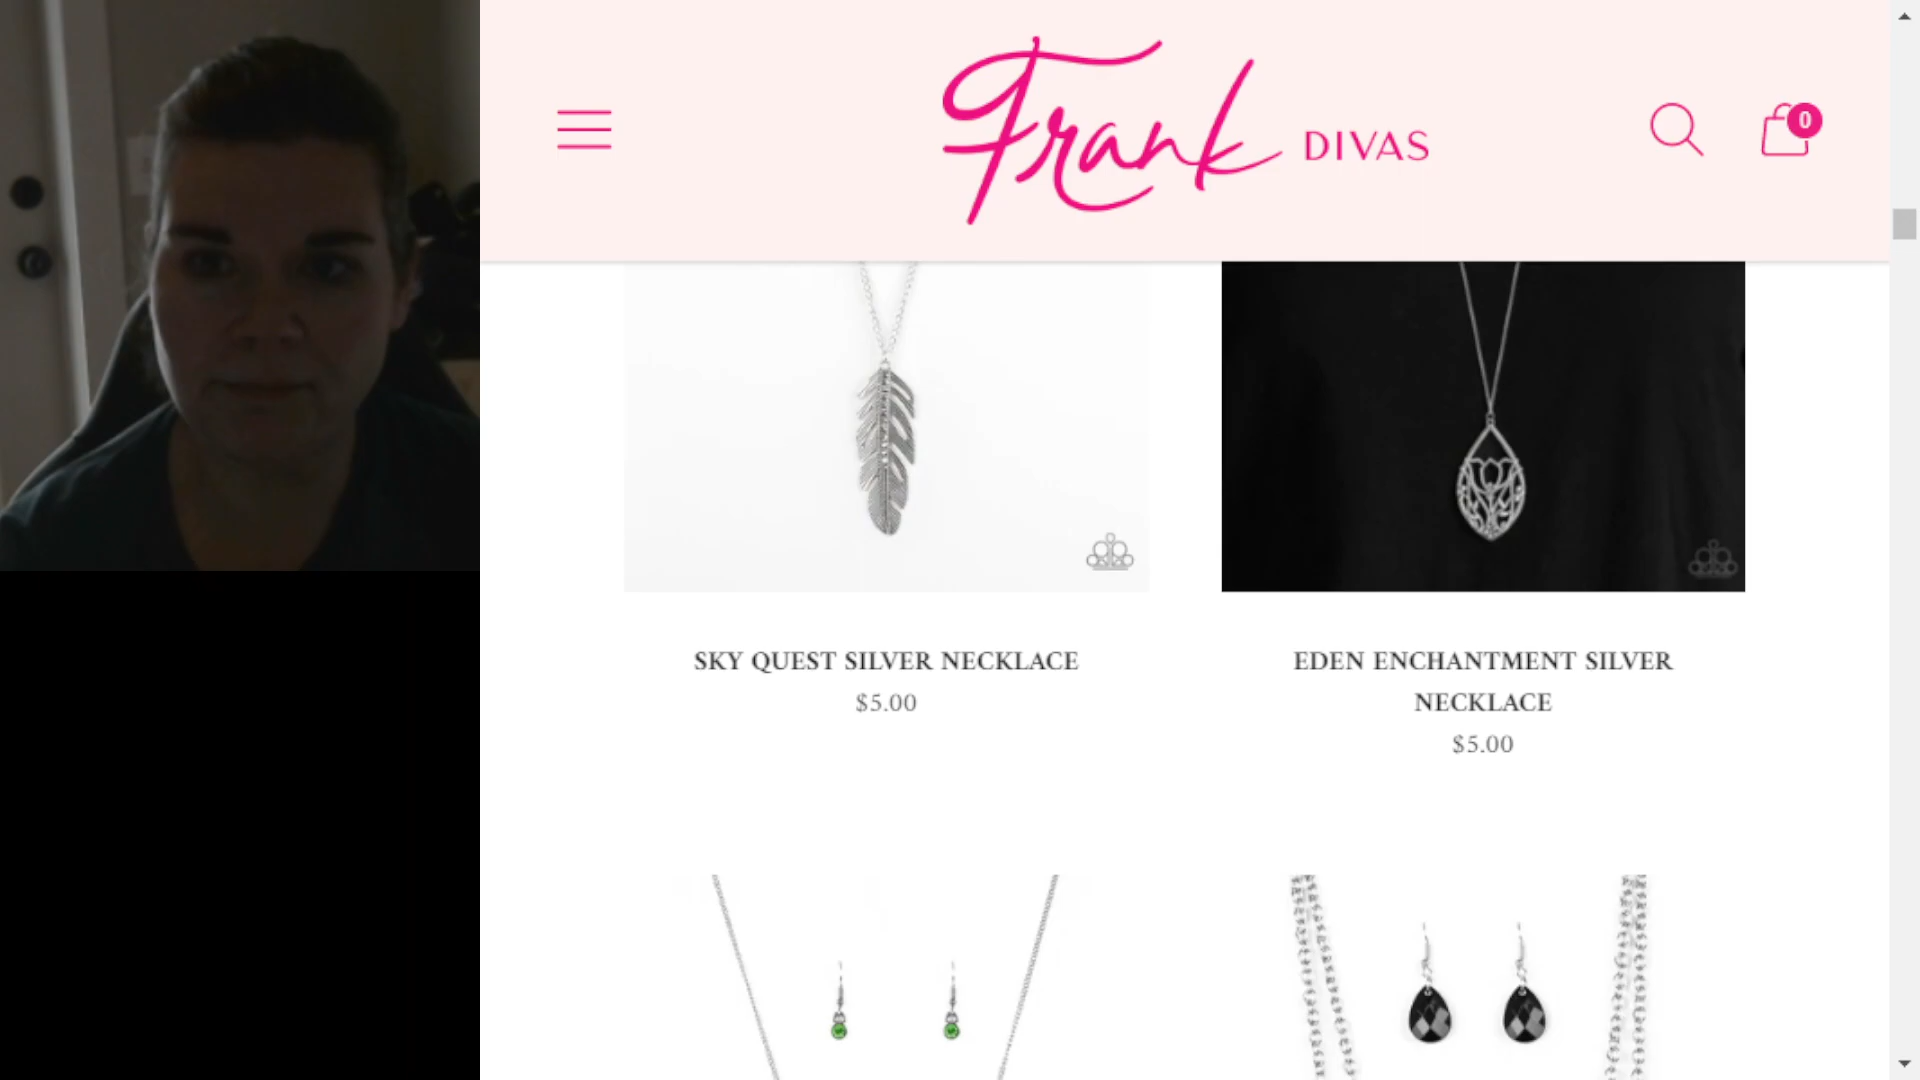 Frank DIVAS
0
SKY QUEST SILVER NECKLACE
$5.00
EDEN ENCHANTMENT SILVER
NECKLACE
$5.00